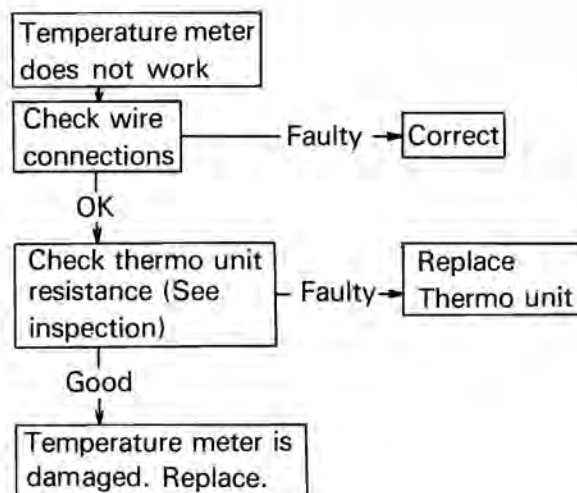 Temperature meter
does not work
Check wire
connections
Faulty
Correct
OK
Check thermo unit
resistance (See
inspection)
Faulty
Replace
Thermo unit
Good
Temperature meter is
damaged. Replace.